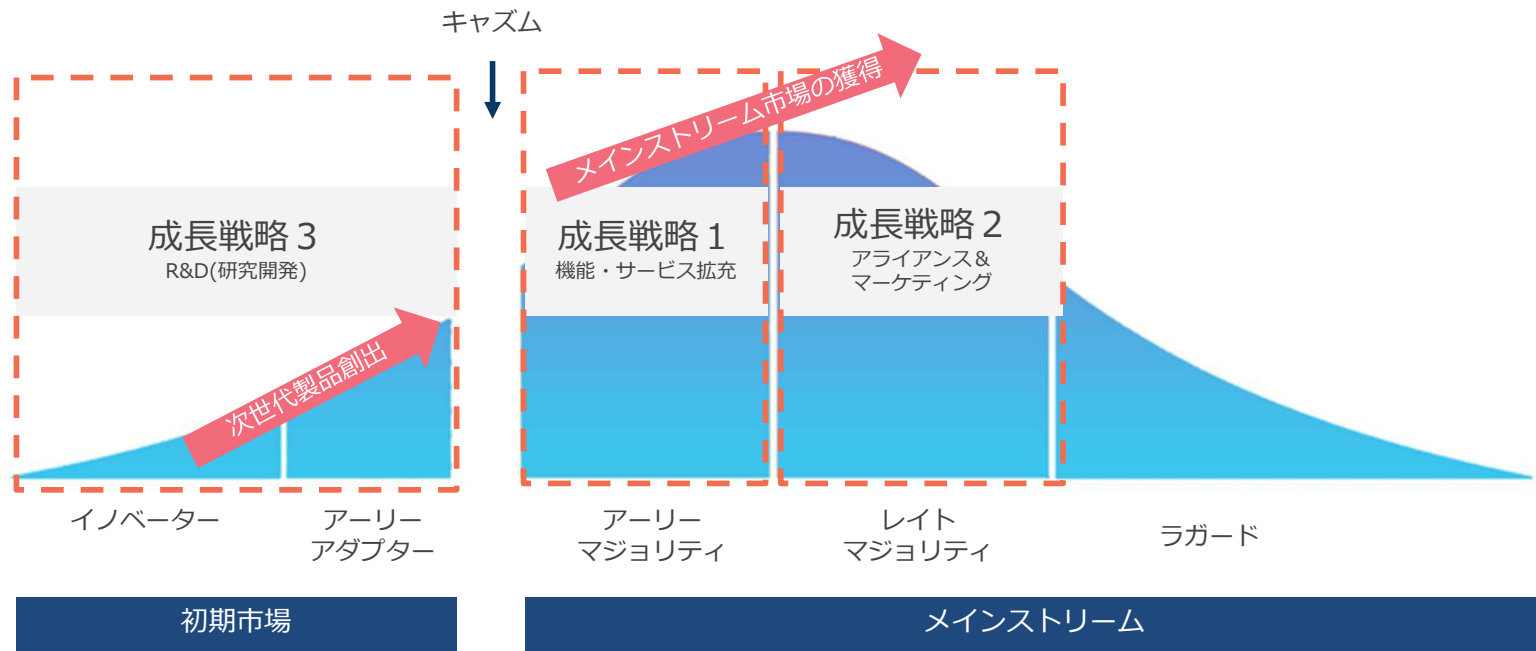 キャズム
メインストリーム市場の獲得
成長戦略3
R&D(研究開発)
成長戦略1
機能・サービス拡充
成長戦略2
アライアンス&
マーケティング
次世代製品創出
イノベーター
アーリー
アダプター
アーリー
マジョリティ
レイト
マジョリティ
ラガード
初期市場
メインストリーム